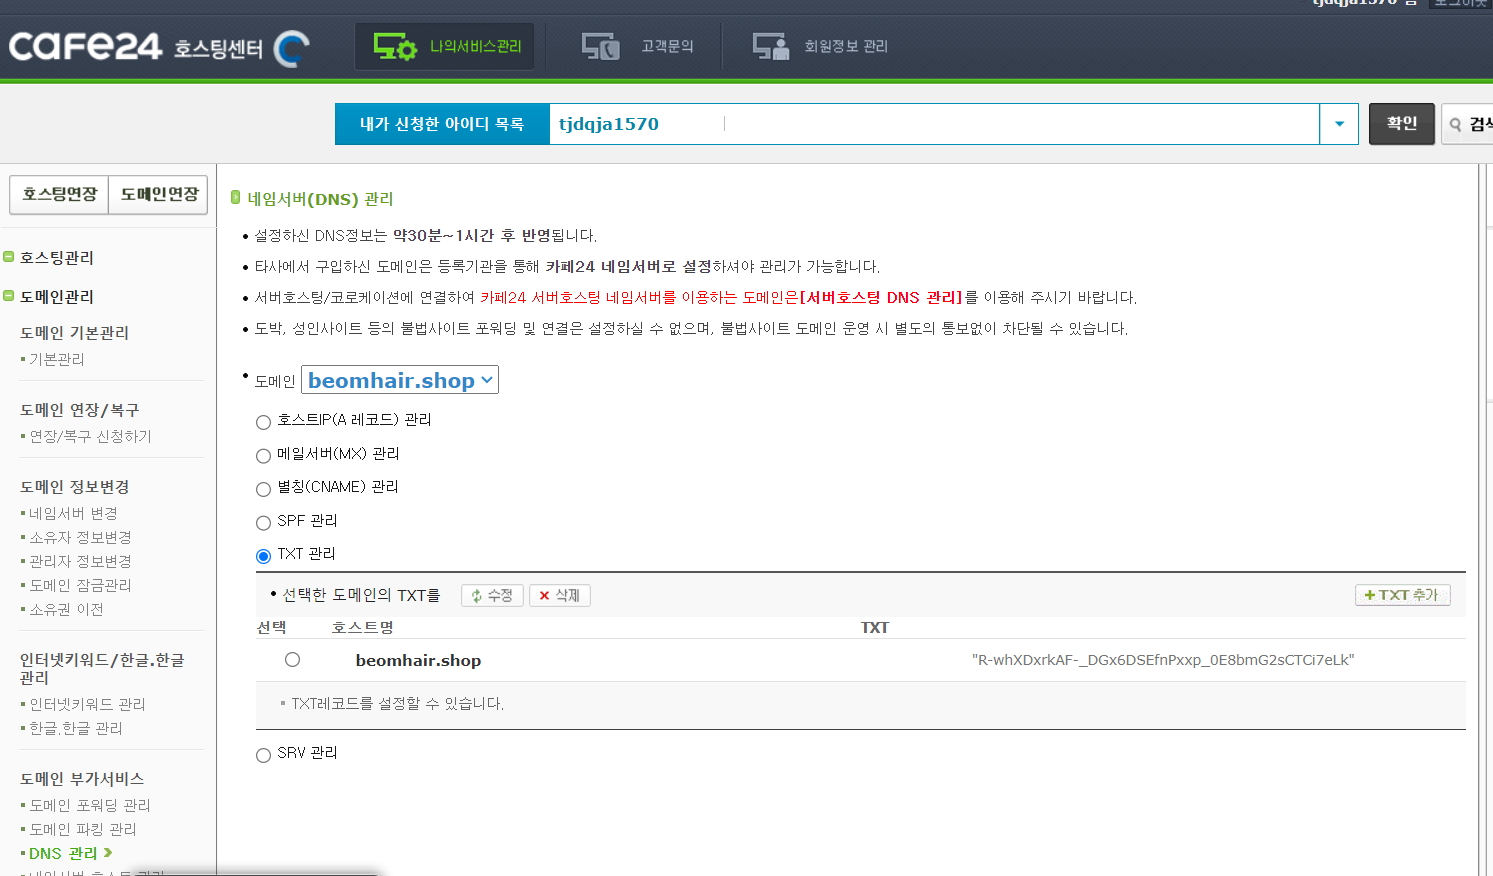 tjdqja1570 님 로그아웃
cafe24 호스팅센터
나의서비스관리
고객문의
회원정보 관리
내가 신청한 아이디 목록
tjdqja1570
확인
검색
호스팅연장
도메인연장
호스팅관리
도메인관리
도메인 기본관리
기본관리
도메인 연장/복구
연장/복구 신청하기
도메인 정보변경
네임서버 변경
소유자 정보변경
관리자 정보변경
도메인 잠금관리
소유권 이전
인터넷키워드/한글.한글
관리
인터넷키워드 관리
한글.한글 관리
도메인 부가서비스
도메인 포워딩 관리
도메인 파킹 관리
DNS 관리
네임서버 호스트 관리
네임서버(DNS) 관리
설정하신 DNS정보는 약30분~1시간 후 반영됩니다.
타사에서 구입하신 도메인은 등록기관을 통해 카페24 네임서버로 설정하셔야 관리가 가능합니다.
서버호스팅/코로케이션에 연결하여 카페24 서버호스팅 네임서버를 이용하는 도메인은[서버호스팅 DNS 관리]를 이용해 주시기 바랍니다.
도박, 성인사이트 등의 불법사이트 포워딩 및 연결은 설정하실 수 없으며, 불법사이트 도메인 운영 시 별도의 통보없이 차단될 수 있습니다.
도메인 beomhair.shop
호스트IP(A 레코드) 관리
메일서버(MX) 관리
별칭(CNAME) 관리
SPF 관리
TXT 관리
선택한 도메인의 TXT를 수정 삭제 TXT 추가
선택 호스트명 TXT
beomhair.shop "R-whXDxrkAF-_DGx6DSEfnPxxp_0E8bmG2sCTCi7eLk"
TXT레코드를 설정할 수 있습니다.
SRV 관리